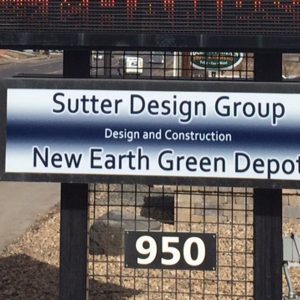 Sutter Design Group
Design and Construction
New Earth Green Depot
950